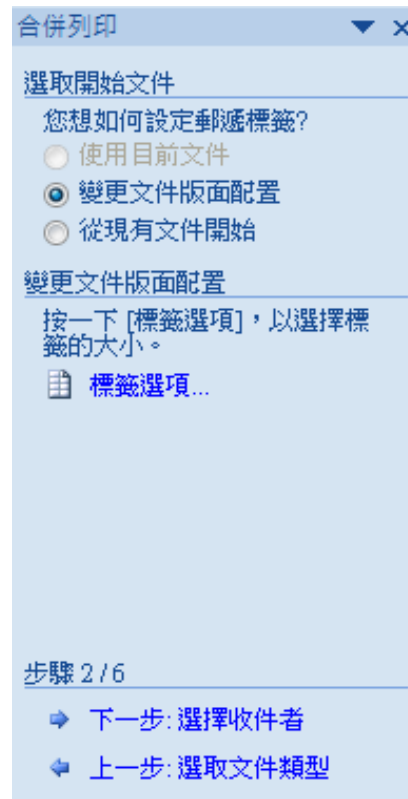 合併列印
選取開始文件
您想如何設定郵遞標籤?
使用目前文件
變更文件版面配置
從現有文件開始
變更文件版面配置
按一下 [標籤選項]，以選擇標
籤的大小。
標籤選項...
步驟 2 / 6
下一步: 選擇收件者
上一步: 選取文件類型